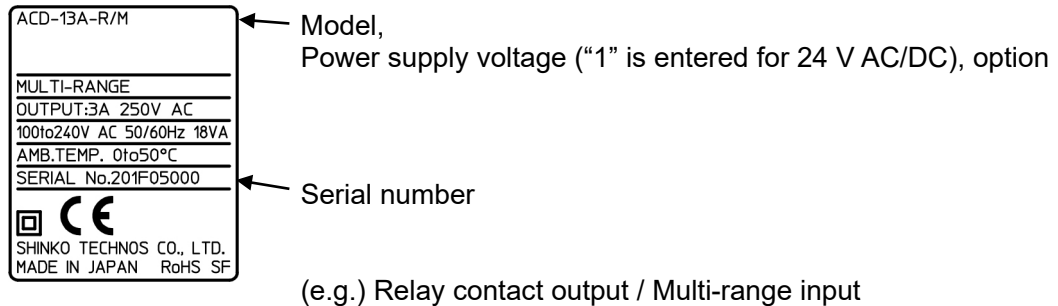 ACD-13A-R/M
MULTI-RANGE
OUTPUT:3A 250V AC
100to240V AC 50/60Hz 18VA
AMB.TEMP. 0to50°C
SERIAL No.201F05000
CE
SHINKO TECHNOS CO., LTD.
MADE IN JAPAN RoHS SF
Model,
Power supply voltage (“1” is entered for 24 V AC/DC), option
Serial number
(e.g.) Relay contact output / Multi-range input